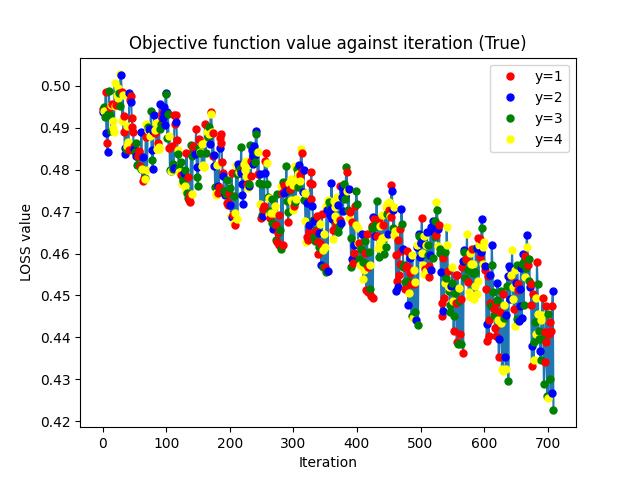 Objective function value against iteration (True)
y=1
y=2
y=3
y=4
LOSS value
0.50
0.49
0.48
0.47
0.46
0.45
0.44
0.43
0.42
0 100 200 300 400 500 600 700
Iteration